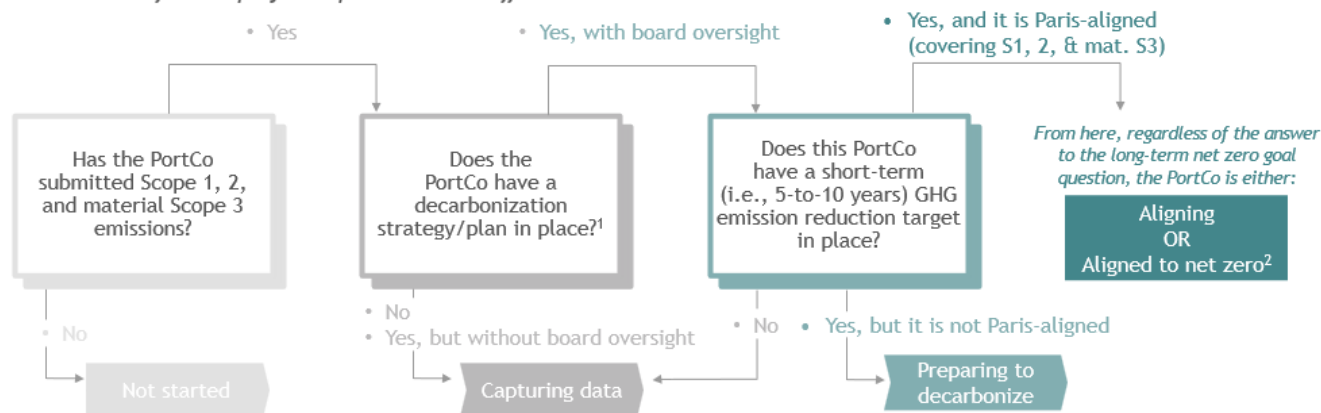 • Yes
• Yes, with board oversight
• Yes, and it is Paris-aligned
(covering S1, 2, & mat. S3)
Has the PortCo
submitted Scope 1, 2,
and material Scope 3
emissions?
Does the
PortCo have a
decarbonization
strategy/plan in place?¹
Does this PortCo
have a short-term
(i.e., 5-to-10 years) GHG
emission reduction target
in place?
From here, regardless of the answer
to the long-term net zero goal
question, the PortCo is either:
Aligning
OR
Aligned to net zero²
• No
• No
• Yes, but without board oversight
• No
• Yes, but it is not Paris-aligned
Not started
Capturing data
Preparing to
decarbonize